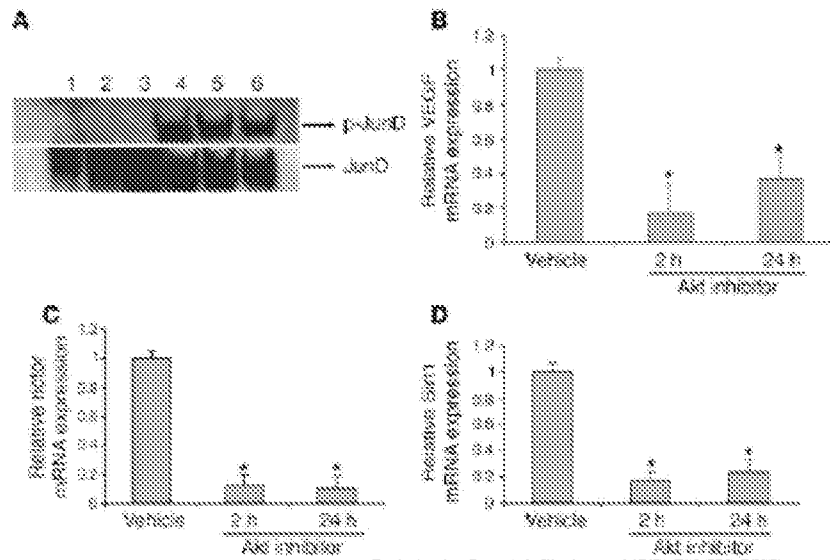 A
1 2 3 4 5 6
p-JunD
JunD
B
Relative VEGF
mRNA expression
1.2
1
0.8
0.6
0.4
0.2
0
*
*
Vehicle 2 h 24 h
Akt inhibitor
C
Relative
mRNA expression
1.2
1
0.8
0.6
0.4
0.2
0
*
*
Vehicle 2 h 24 h
Akt inhibitor
D
Relative
mRNA expression
1.2
1
0.8
0.6
0.4
0.2
0
*
*
Vehicle 2 h 24 h
Akt inhibitor